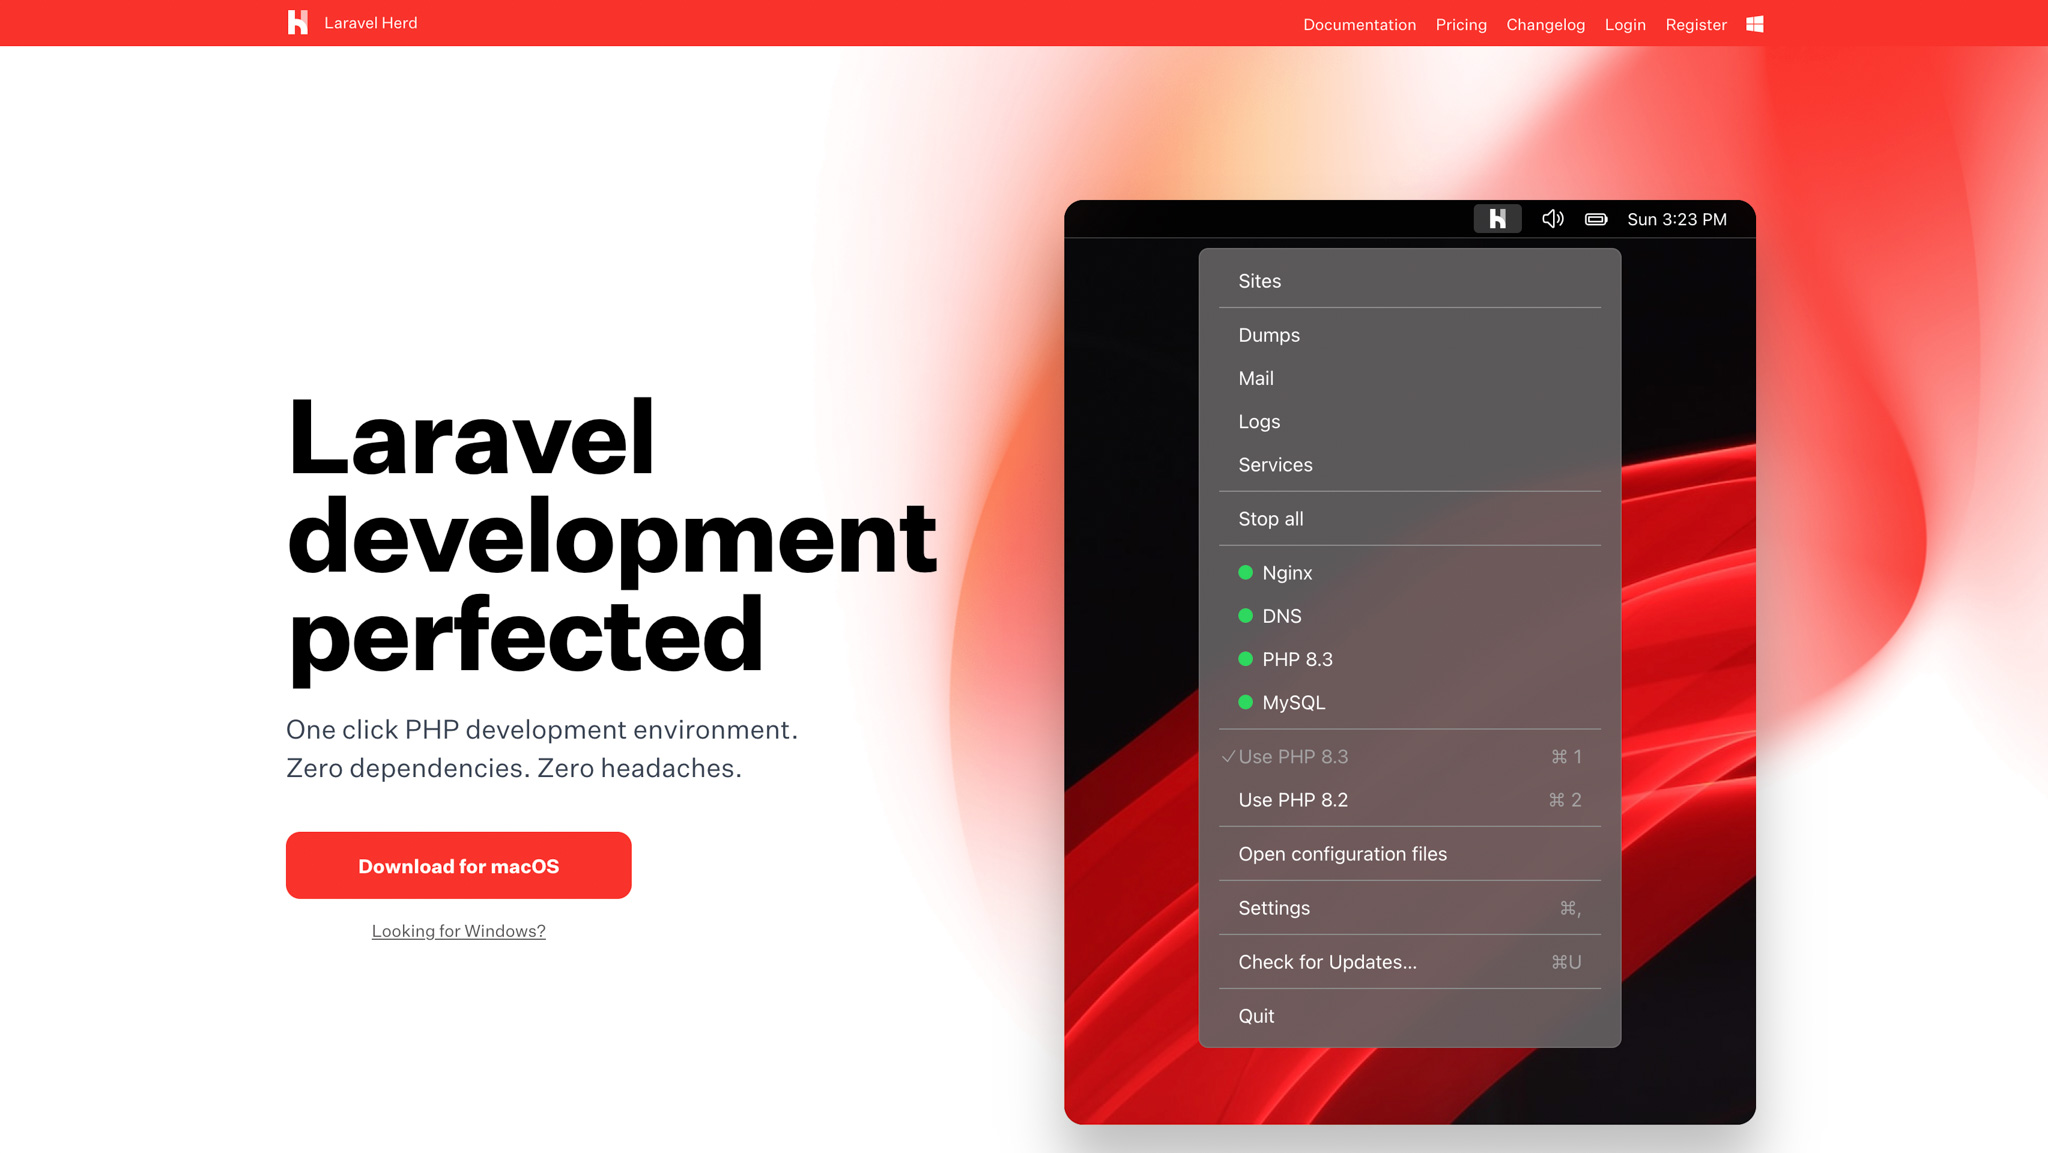 Laravel Herd
Documentation Pricing Changelog Login Register
Laravel
development
perfected
One click PHP development environment.
Zero dependencies. Zero headaches.
Download for macOS
Looking for Windows?
Sun 3:23 PM
Sites
Dumps
Mail
Logs
Services
Stop all
Nginx
DNS
PHP 8.3
MySQL
✓ Use PHP 8.3 ⌘ 1
Use PHP 8.2 ⌘ 2
Open configuration files
Settings ⌘,
Check for Updates... ⌘U
Quit